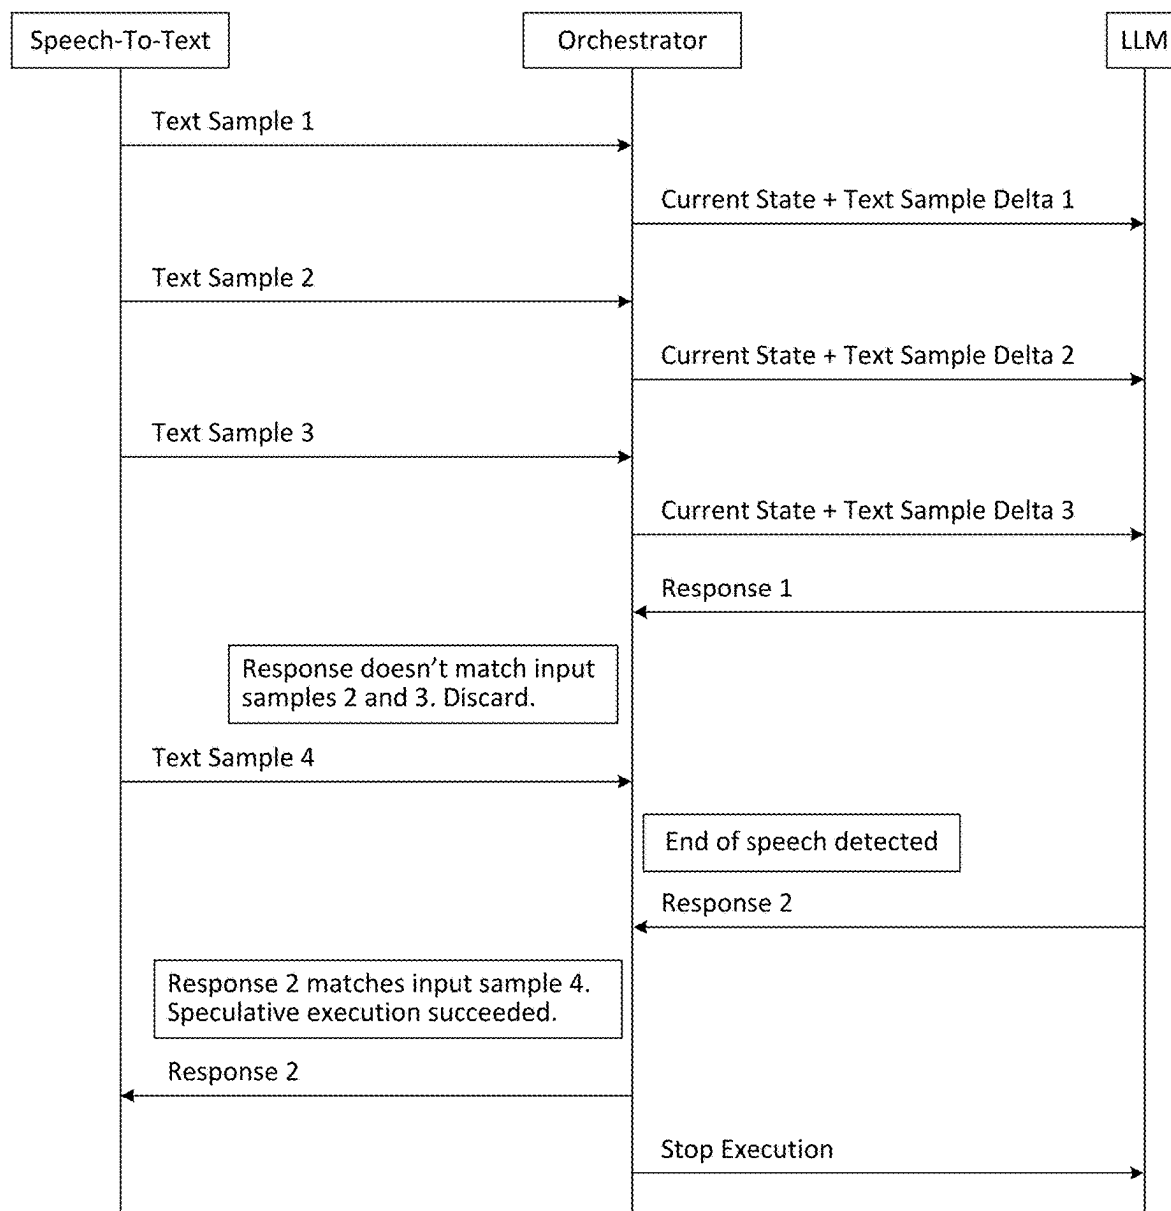 Speech-To-Text
Orchestrator
LLM
Text Sample 1
Current State + Text Sample Delta 1
Text Sample 2
Current State + Text Sample Delta 2
Text Sample 3
Current State + Text Sample Delta 3
Response 1
Response doesn’t match input
samples 2 and 3. Discard.
Text Sample 4
End of speech detected
Response 2
Response 2 matches input sample 4.
Speculative execution succeeded.
Response 2
Stop Execution